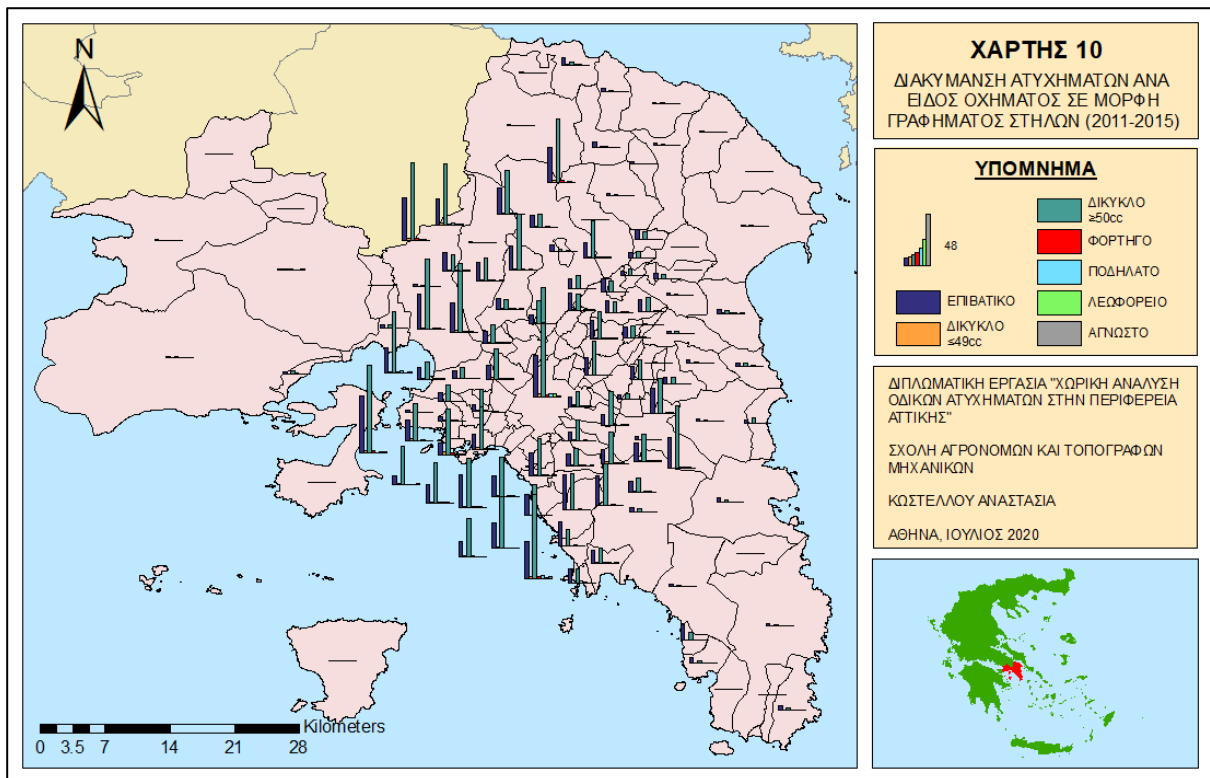 N
Kilometers
0 3.5 7 14 21 28
ΧΑΡΤΗΣ 10
ΔΙΑΚΥΜΑΝΣΗ ΑΤΥΧΗΜΑΤΩΝ ΑΝΑ
ΕΙΔΟΣ ΟΧΗΜΑΤΟΣ ΣΕ ΜΟΡΦΗ
ΓΡΑΦΗΜΑΤΟΣ ΣΤΗΛΩΝ (2011-2015)
ΥΠΟΜΝΗΜΑ
48
ΕΠΙΒΑΤΙΚΟ
ΔΙΚΥΚΛΟ
≤49cc
ΔΙΚΥΚΛΟ
≥50cc
ΦΟΡΤΗΓΟ
ΠΟΔΗΛΑΤΟ
ΛΕΩΦΟΡΕΙΟ
ΑΓΝΩΣΤΟ
ΔΙΠΛΩΜΑΤΙΚΗ ΕΡΓΑΣΙΑ "ΧΩΡΙΚΗ ΑΝΑΛΥΣΗ
ΟΔΙΚΩΝ ΑΤΥΧΗΜΑΤΩΝ ΣΤΗΝ ΠΕΡΙΦΕΡΕΙΑ
ΑΤΤΙΚΗΣ"
ΣΧΟΛΗ ΑΓΡΟΝΟΜΩΝ ΚΑΙ ΤΟΠΟΓΡΑΦΩΝ
ΜΗΧΑΝΙΚΩΝ
ΚΩΣΤΕΛΛΟΥ ΑΝΑΣΤΑΣΙΑ
ΑΘΗΝΑ, ΙΟΥΛΙΟΣ 2020